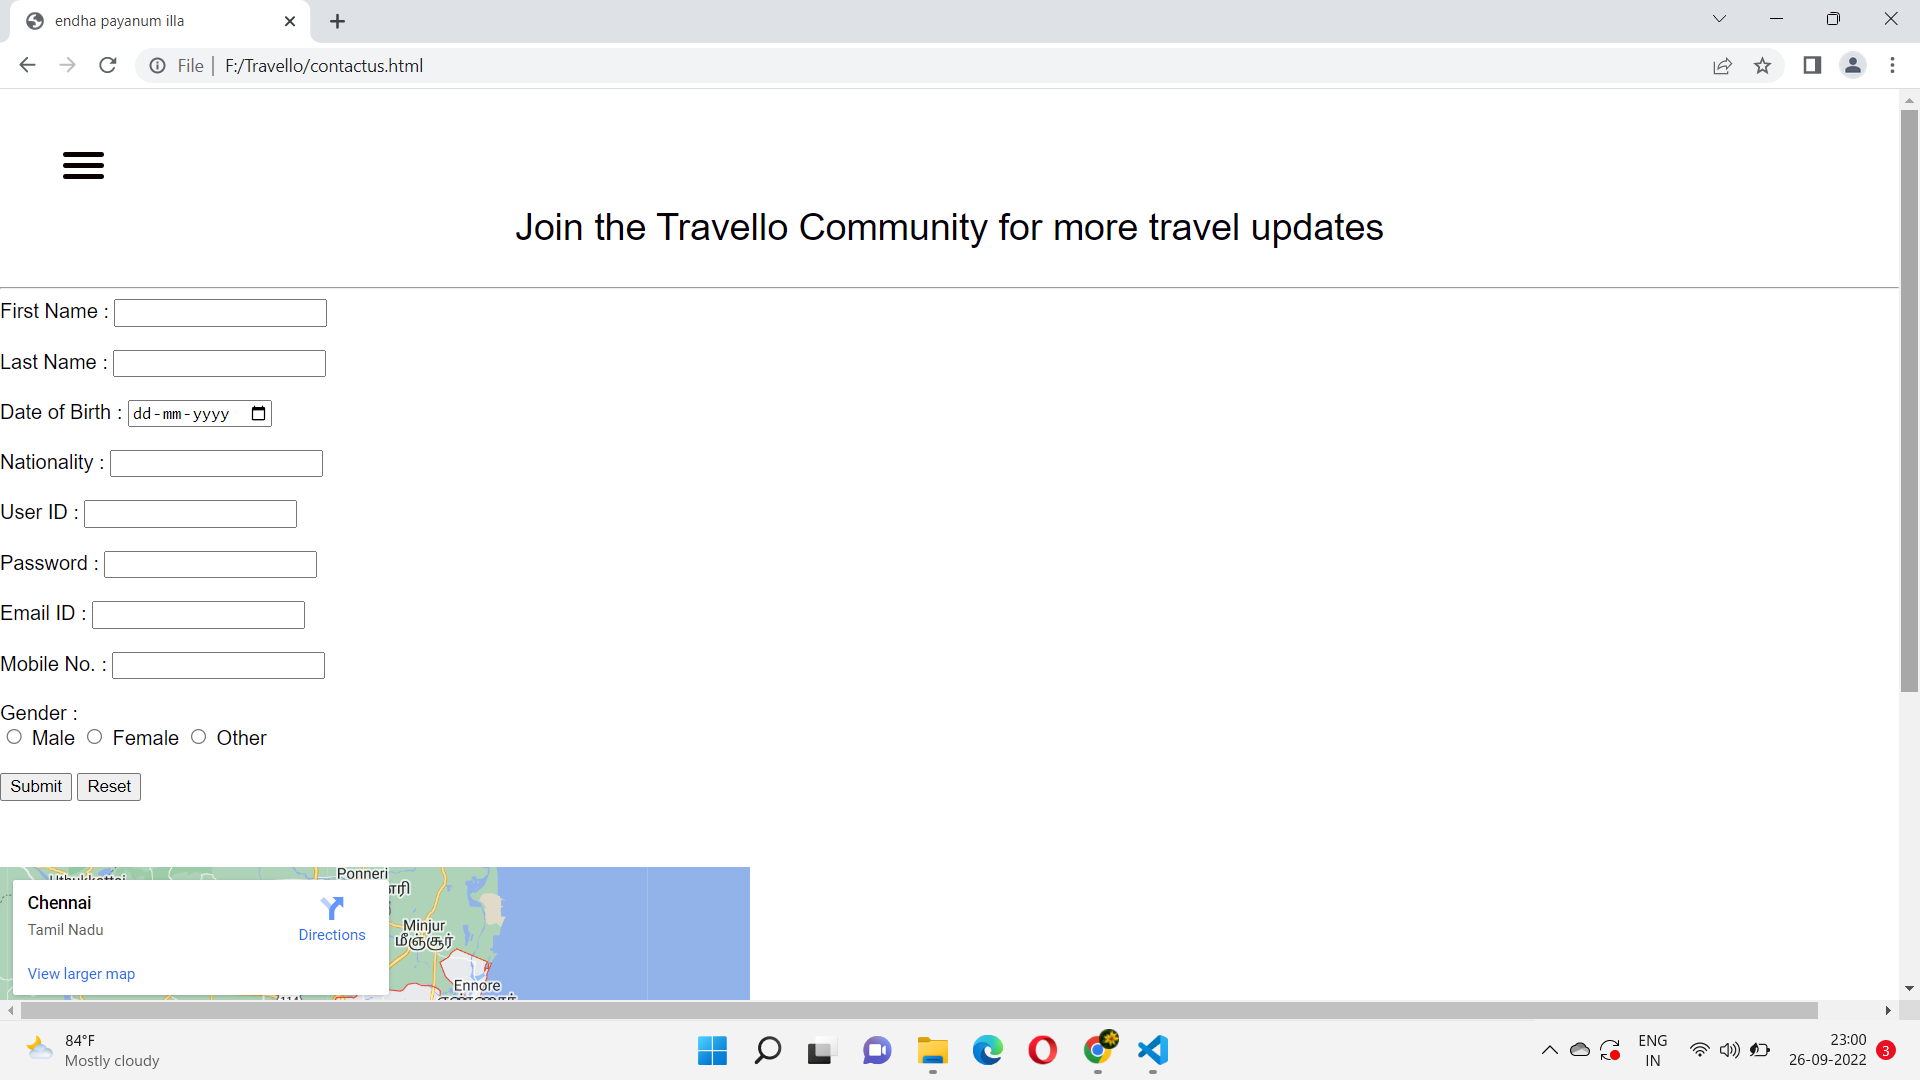 endha payanum illa
File | F:/Travello/contactus.html
Join the Travello Community for more travel updates
First Name :
Last Name :
Date of Birth : dd-mm-yyyy
Nationality :
User ID :
Password :
Email ID :
Mobile No. :
Gender :
Male Female Other
Submit Reset
Ponneri
Chennai
Tamil Nadu
Directions
View larger map
Minjur
மீஞ்சூர்
Ennore
84°F
Mostly cloudy
ENG
IN
23:00
26-09-2022
3